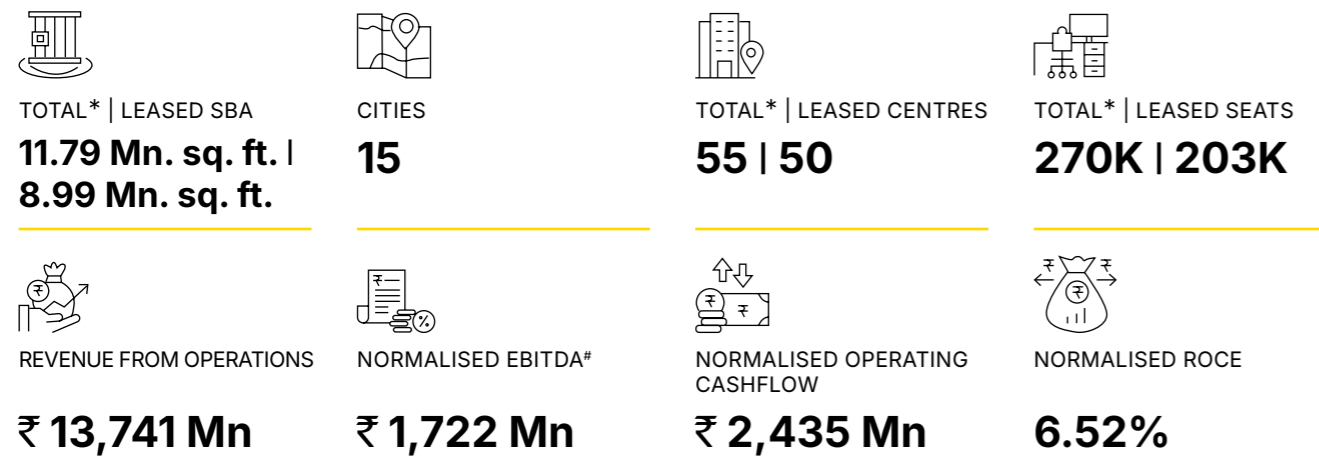 TOTAL* | LEASED SBA
11.79 Mn. sq. ft. |
8.99 Mn. sq. ft.
CITIES
15
TOTAL* | LEASED CENTRES
55 | 50
TOTAL* | LEASED SEATS
270K | 203K
REVENUE FROM OPERATIONS
₹ 13,741 Mn
NORMALISED EBITDA#
₹ 1,722 Mn
NORMALISED OPERATING
CASHFLOW
₹ 2,435 Mn
NORMALISED ROCE
6.52%